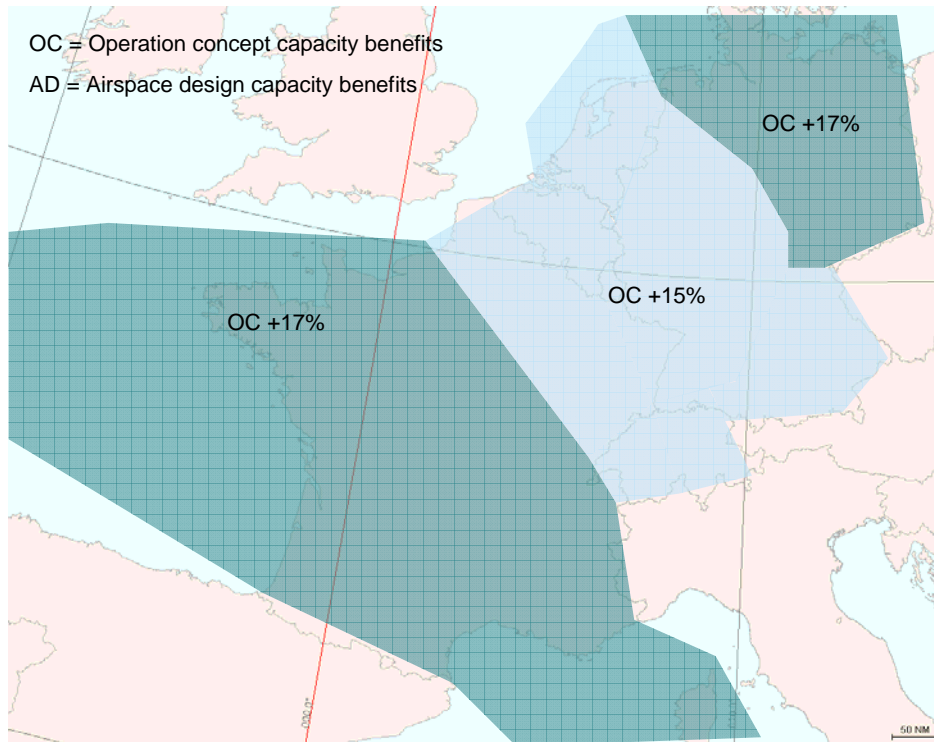 OC = Operation concept capacity benefits
AD = Airspace design capacity benefits
OC +17%
OC +15%
OC +17%
50 NM